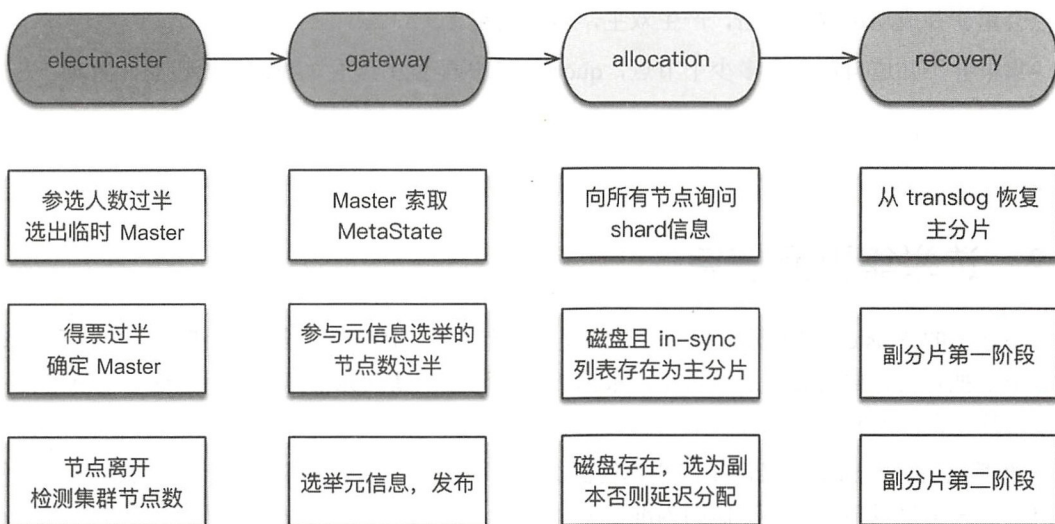 electmaster
gateway
allocation
recovery
参选人数过半
选出临时 Master
Master 索取
MetaState
向所有节点询问
shard信息
从 translog 恢复
主分片
得票过半
确定 Master
参与元信息选举的
节点数过半
磁盘且 in-sync
列表存在为主分片
副分片第一阶段
节点离开
检测集群节点数
选举元信息，发布
磁盘存在，选为副
本否则延迟分配
副分片第二阶段